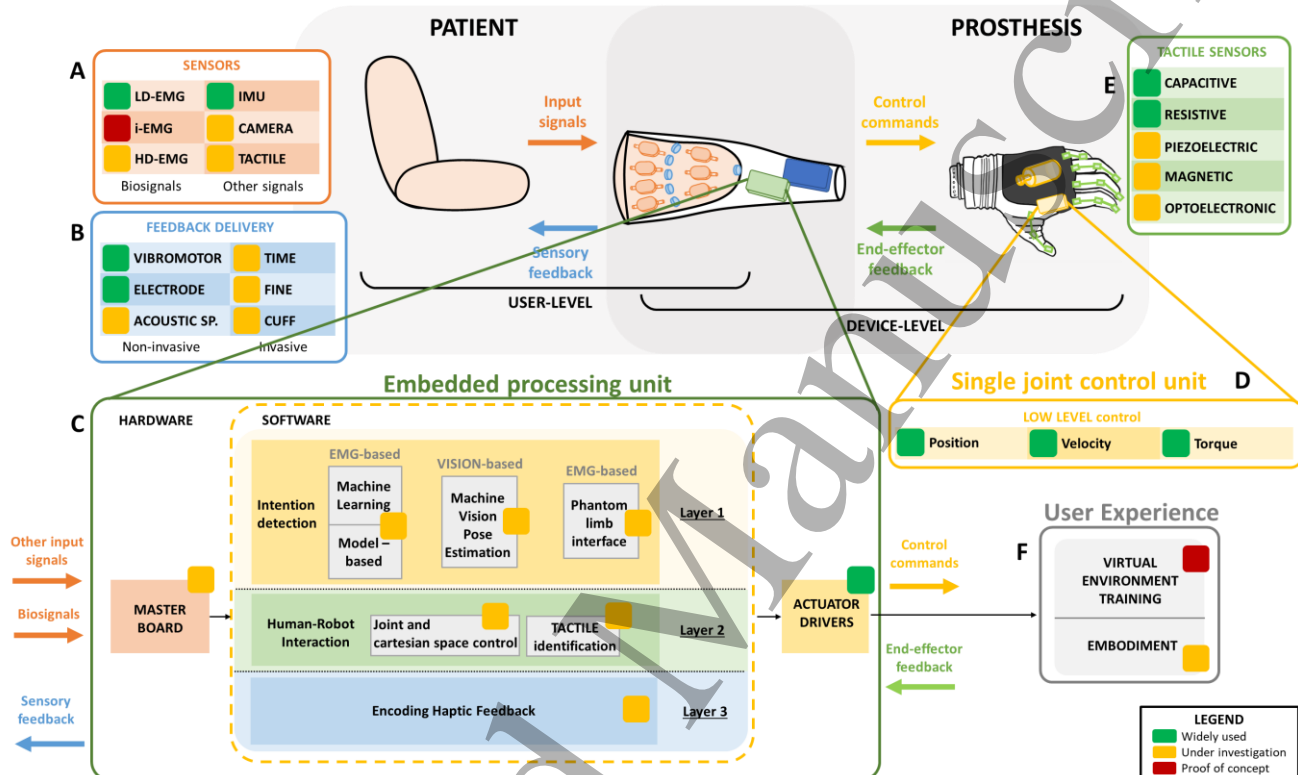 PATIENT
PROSTHESIS
A
SENSORS
LD-EMG
IMU
i-EMG
CAMERA
HD-EMG
TACTILE
Biosignals
Other signals
B
FEEDBACK DELIVERY
VIBROMOTOR
TIME
ELECTRODE
FINE
ACOUSTIC SP.
CUFF
Non-invasive
Invasive
Input
signals
Sensory
feedback
Control
commands
End-effector
feedback
USER-LEVEL
DEVICE-LEVEL
E
TACTILE SENSORS
CAPACITIVE
RESISTIVE
PIEZOELECTRIC
MAGNETIC
OPTOELECTRONIC
Embedded processing unit
C
HARDWARE
SOFTWARE
Other input
signals
Biosignals
Sensory
feedback
MASTER
BOARD
Intention
detection
EMG-based
Machine
Learning
Model –
based
VISION-based
Machine
Vision
Pose
Estimation
EMG-based
Phantom
limb
interface
Layer 1
Human-Robot
Interaction
Joint and
cartesian space control
TACTILE
identification
Layer 2
Encoding Haptic Feedback
Layer 3
ACTUATOR
DRIVERS
Control
commands
End-effector
feedback
Single joint control unit
D
LOW LEVEL control
Position
Velocity
Torque
User Experience
F
VIRTUAL
ENVIRONMENT
TRAINING
EMBODIMENT
LEGEND
Widely used
Under investigation
Proof of concept
d Manuscr